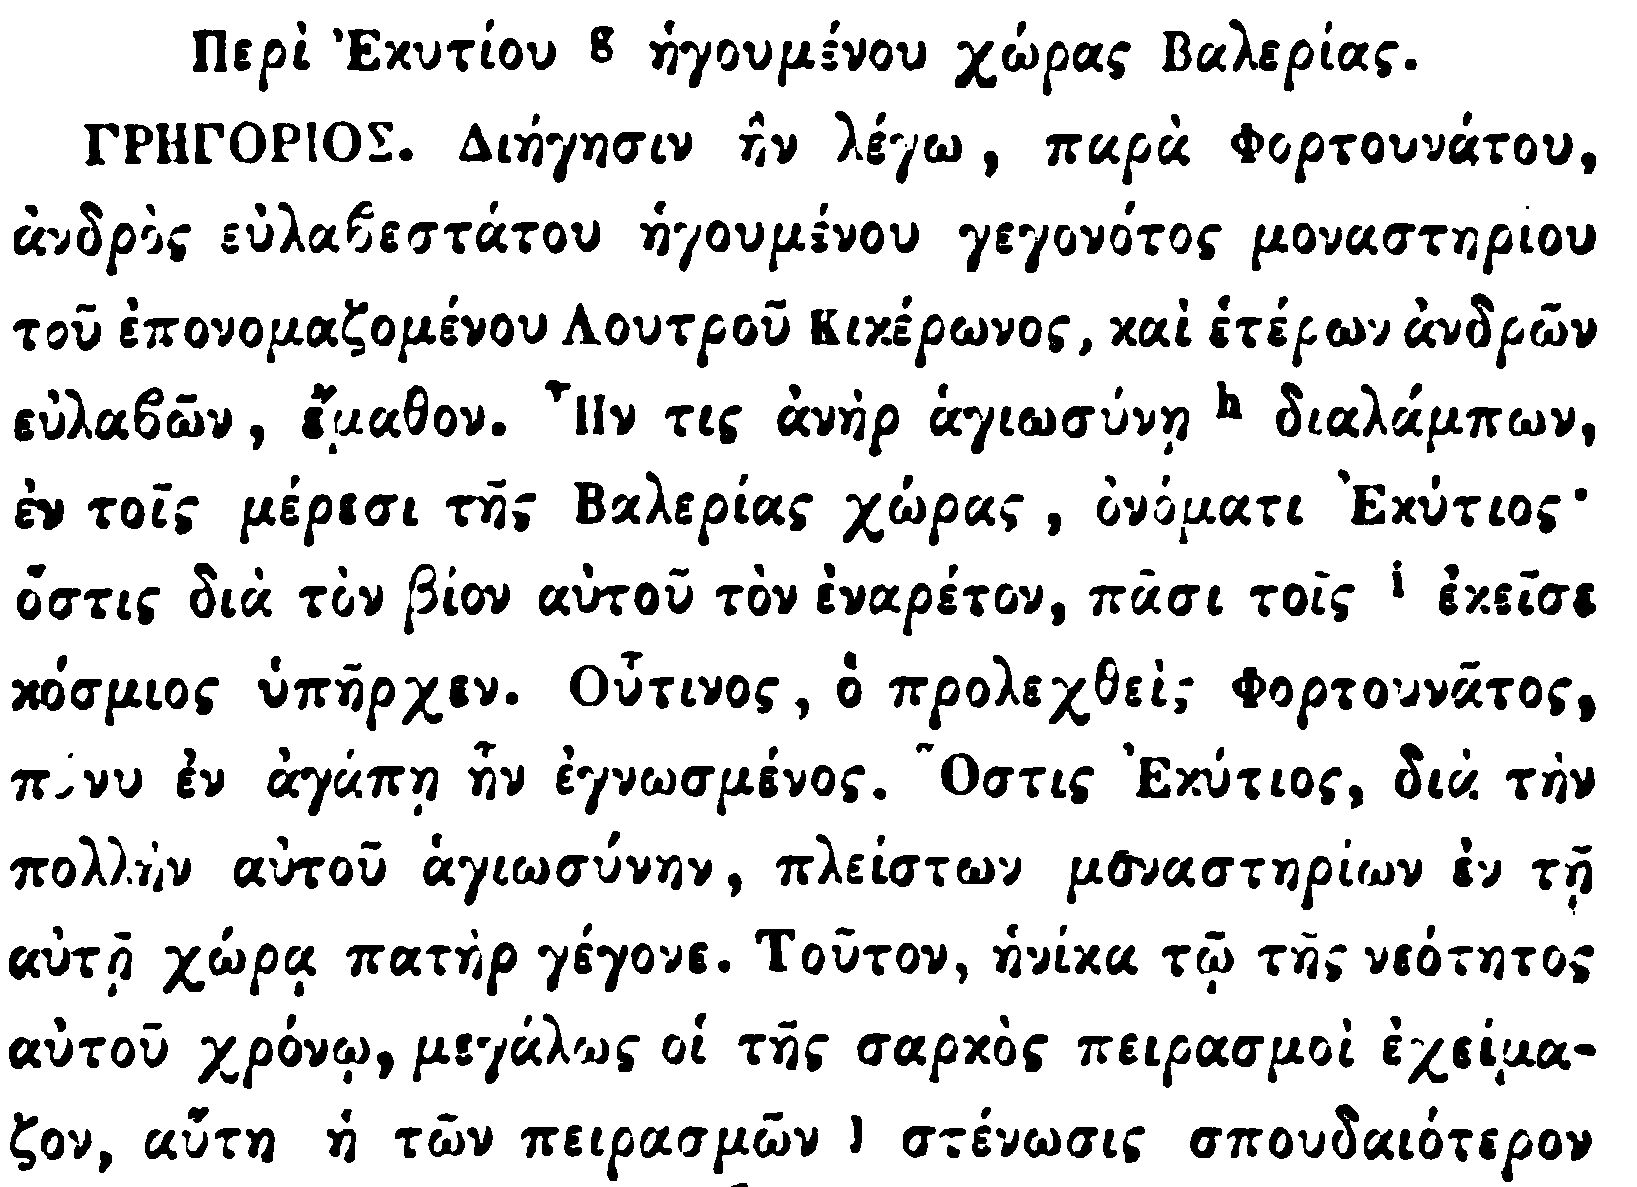 Περὶ Ἐκυτίου g ἡγουμένου χώρας Βαλερίας.
ΓΡΗΓΟΡΙΟΣ. Διήγησιν ἣν λέγω, παρὰ Φορτουνάτου,
ἀνδρὸς εὐλαβεστάτου ἡγουμένου γεγονότος μοναστηρίου
τοῦ ἐπονομαζομένου Λουτροῦ Κικέρωνος, καὶ ἑτέρων ἀνδρῶν
εὐλαβῶν, ἔμαθον. Ἦν τις ἀνὴρ ἁγιωσύνῃ h διαλάμπων,
ἐν τοῖς μέρεσι τῆς Βαλερίας χώρας, ὀνόματι Ἐκύτιος·
ὅστις διὰ τὸν βίον αὐτοῦ τὸν ἐναρέτον, πᾶσι τοῖς i ἐκεῖσε
κόσμιος ὑπῆρχεν. Οὗτινος, ὁ προλεχθεὶς Φορτουνᾶτος,
πάνυ ἐν ἀγάπῃ ἦν ἐγνωσμένος. Ὅστις Ἐκύτιος, διὰ τὴν
πολλὴν αὐτοῦ ἁγιωσύνην, πλείστων μοναστηρίων ἐν τῇ
αὐτῇ χώρᾳ πατὴρ γέγονε. Τοῦτον, ἡνίκα τῷ τῆς νεότητος
αὐτοῦ χρόνῳ, μεγάλως οἱ τῆς σαρκὸς πειρασμοὶ ἐχείμα-
ζον, αὕτη ἡ τῶν πειρασμῶν l στένωσις σπουδαιότερον